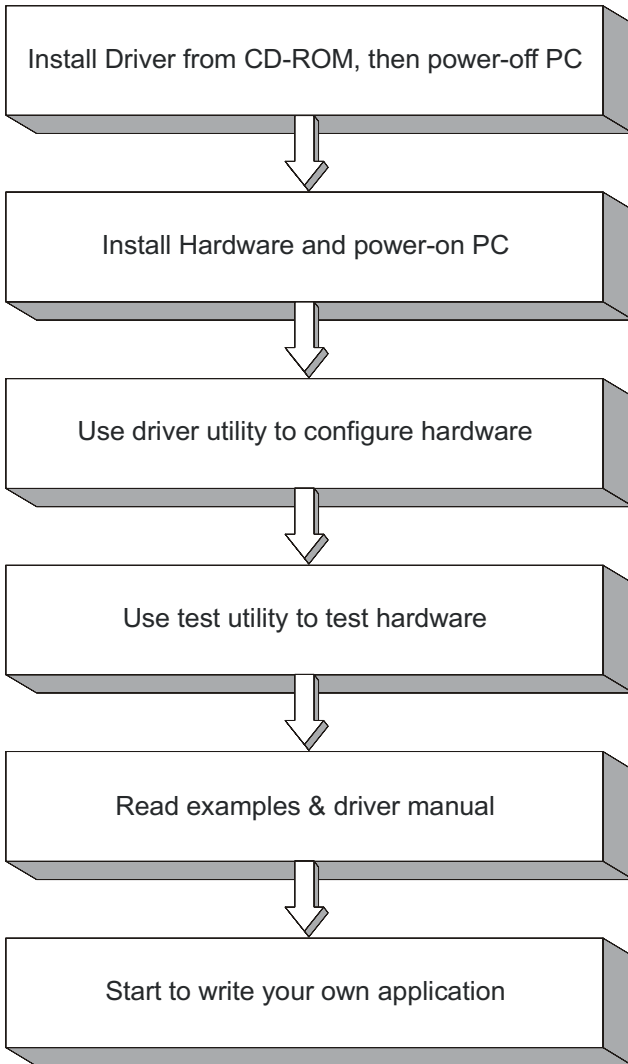 Install Driver from CD-ROM, then power-off PC
Install Hardware and power-on PC
Use driver utility to configure hardware
Use test utility to test hardware
Read examples & driver manual
Start to write your own application